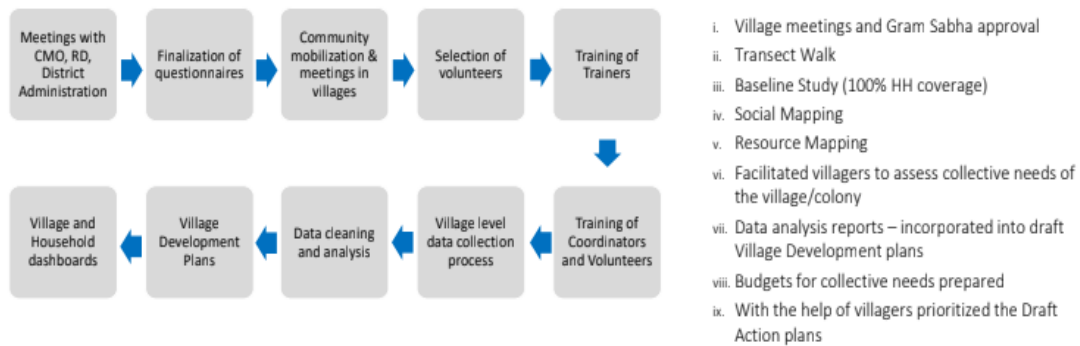 Meetings with
CMO, RD,
District
Administration
Finalization of
questionnaires
Community
mobilization &
meetings in
villages
Selection of
volunteers
Training of
Trainers
Training of
Coordinators
and Volunteers
Village level
data collection
process
Data cleaning
and analysis
Village
Development
Plans
Village and
Household
dashboards
i. Village meetings and Gram Sabha approval
ii. Transect Walk
iii. Baseline Study (100% HH coverage)
iv. Social Mapping
v. Resource Mapping
vi. Facilitated villagers to assess collective needs of
the village/colony
vii. Data analysis reports – incorporated into draft
Village Development plans
viii. Budgets for collective needs prepared
ix. With the help of villagers prioritized the Draft
Action plans